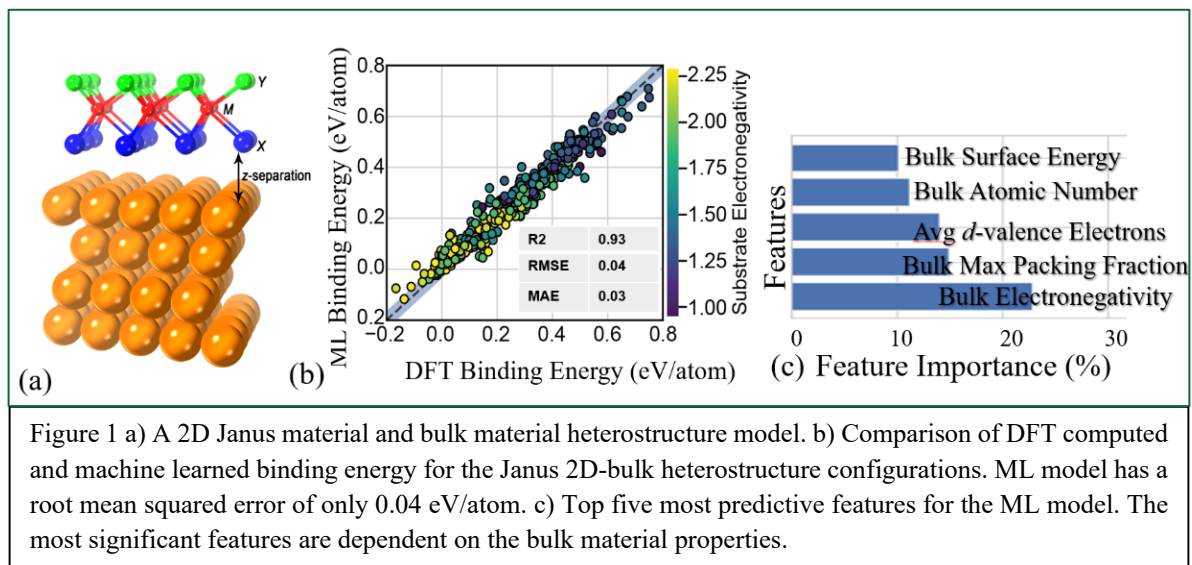 Y
M
X
z-separation
(a)
ML Binding Energy (eV/atom)
0.8
0.6
0.4
0.2
0.0
0.2
−0.2
0.0
0.2
0.4
0.6
0.8
R2 0.93
RMSE 0.04
MAE 0.03
DFT Binding Energy (eV/atom)
(b)
2.25
2.00
1.75
1.50
1.25
1.00
Substrate Electronegativity
Features
Bulk Surface Energy
Bulk Atomic Number
Avg d-valence Electrons
Bulk Max Packing Fraction
Bulk Electronegativity
0
10
20
30
(c) Feature Importance (%)
Figure 1 a) A 2D Janus material and bulk material heterostructure model. b) Comparison of DFT computed
and machine learned binding energy for the Janus 2D-bulk heterostructure configurations. ML model has a
root mean squared error of only 0.04 eV/atom. c) Top five most predictive features for the ML model. The
most significant features are dependent on the bulk material properties.